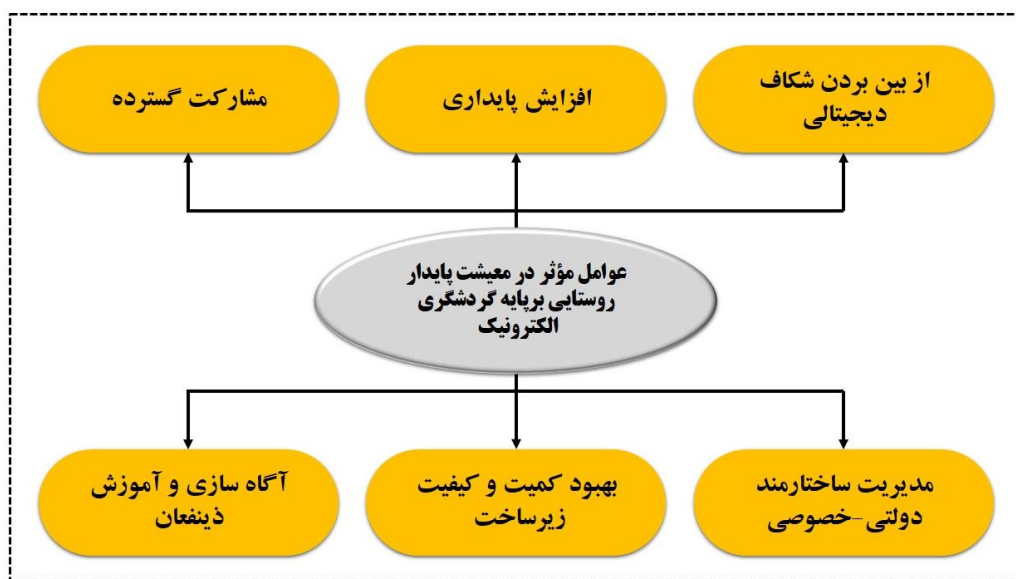 از بین بردن شکاف
دیجیتالی
افزایش پایداری
مشارکت گسترده
عوامل مؤثر در معیشت پایدار
روستایی برپایه گردشگری
الکترونیک
مدیریت ساختارمند
دولتی-خصوصی
بهبود کمیت و کیفیت
زیرساخت
آگاه سازی و آموزش
ذینفعان